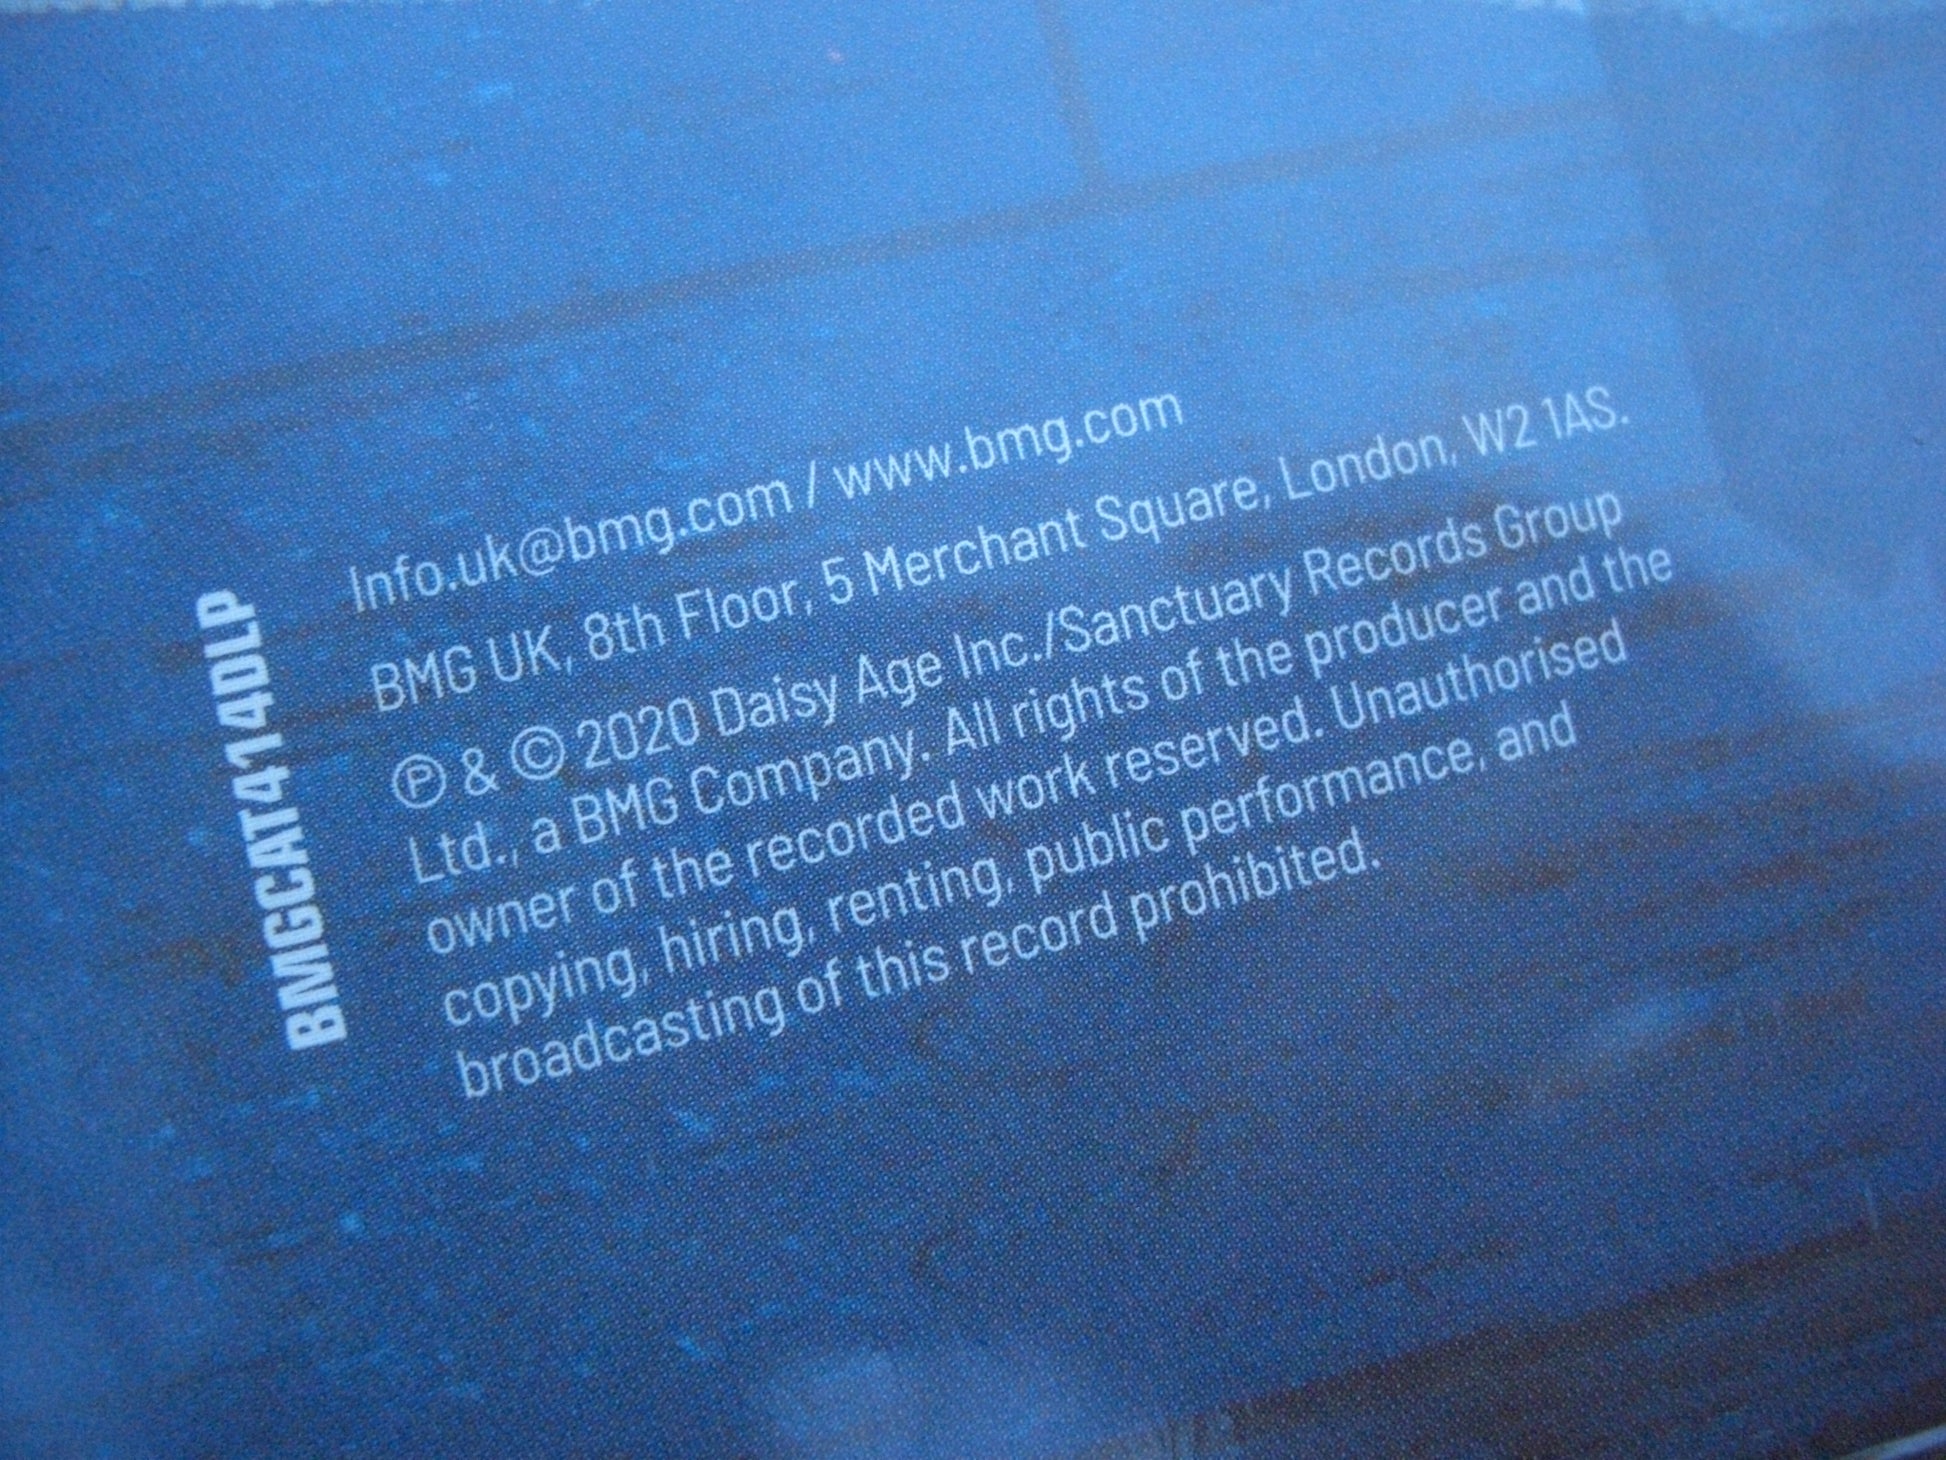 BMGCAT414DLP
Info.uk@bmg.com / www.bmg.com
BMG UK, 8th Floor, 5 Merchant Square, London, W2 1AS.
℗ & © 2020 Daisy Age Inc./Sanctuary Records Group
Ltd., a BMG Company. All rights of the producer and the
owner of the recorded work reserved. Unauthorised
copying, hiring, renting, public performance, and
broadcasting of this record prohibited.